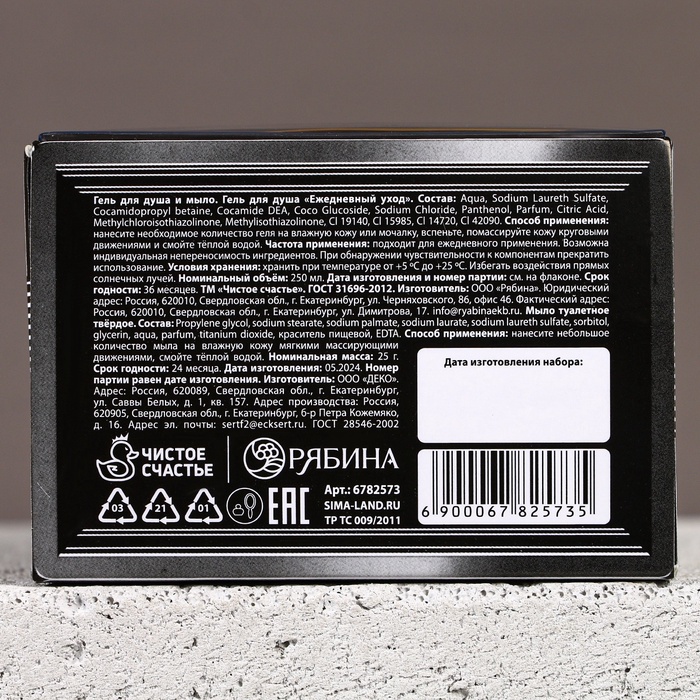 Гель для душа и мыло. Гель для душа «Ежедневный уход». Состав: Aqua, Sodium Laureth Sulfate,
Cocamidopropyl betaine, Cocamide DEA, Coco Glucoside, Sodium Chloride, Panthenol, Parfum, Citric Acid,
Methylchloroisothiazolinone, Methylisothiazolinone, Cl 19140, Cl 15985, Cl 14720, Cl 42090. Способ применения:
нанесите необходимое количество геля на влажную кожу или мочалку, вспеньте, помассируйте кожу круговыми
движениями и смойте тёплой водой. Частота применения: подходит для ежедневного применения. Возможна
индивидуальная непереносимость ингредиентов. При обнаружении чувствительности к компонентам прекратить
использование. Условия хранения: хранить при температуре от +5 ºС до +25 ºС. Избегать воздействия прямых
солнечных лучей. Номинальный объём: 250 мл. Дата изготовления и номер партии: см. на флаконе. Срок
годности: 36 месяцев. ТМ «Чистое счастье». ГОСТ 31696-2012. Изготовитель: ООО «Рябина». Юридический
адрес: Россия, 620010, Свердловская обл., г. Екатеринбург, ул. Черняховского, 86, офис 46. Фактический адрес:
Россия, 620010, Свердловская обл., г. Екатеринбург, ул. Димитрова, 17. info@ryabinaekb.ru. Мыло туалетное
твёрдое. Состав: Propylene glycol, sodium stearate, sodium palmate, sodium laurate, sodium laureth sulfate, sorbitol,
glycerin, aqua, parfum, titanium dioxide, краситель пищевой, EDTA. Способ применения: нанесите небольшое
количество мыла на влажную кожу мягкими массирующими
движениями, смойте тёплой водой. Номинальная масса: 25 г.
Срок годности: 24 месяца. Дата изготовления: 05.2024. Номер
партии равен дате изготовления. Изготовитель: ООО «ДЕКО».
Адрес: Россия, 620089, Свердловская обл., г. Екатеринбург,
ул. Саввы Белых, д. 1, кв. 157. Адрес производства: Россия,
620905, Свердловская обл., г. Екатеринбург, б-р Петра Кожемяко,
д. 16. Адрес эл. почты: sertf2@ecksert.ru. ГОСТ 28546-2002
Дата изготовления набора:
ЧИСТОЕ
СЧАСТЬЕ
РЯБИНА
03 21 01
EAC
Арт.: 6782573
SIMA-LAND.RU
ТР ТС 009/2011
6 900067 825735